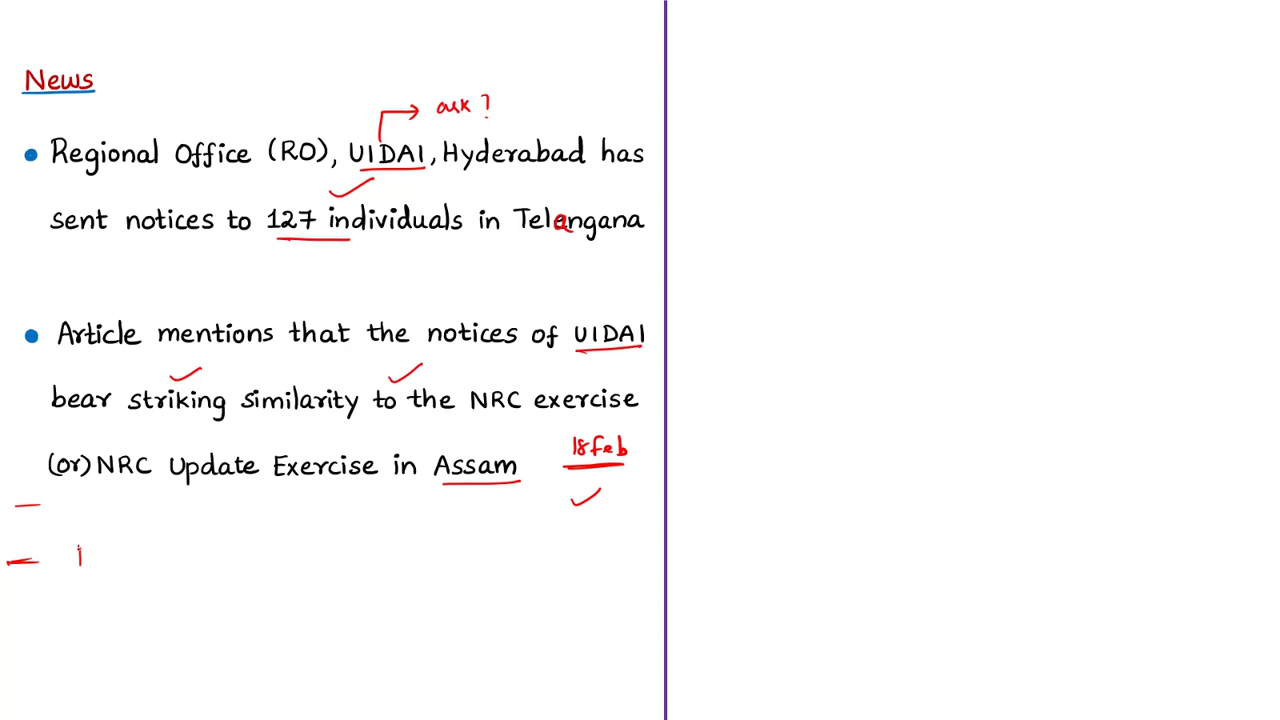 News
ask ?
• Regional Office (RO), UIDAI, Hyderabad has
sent notices to 127 individuals in Telangana
• Article mentions that the notices of UIDAI
bear striking similarity to the NRC exercise
18 Feb
(or) NRC Update Exercise in Assam